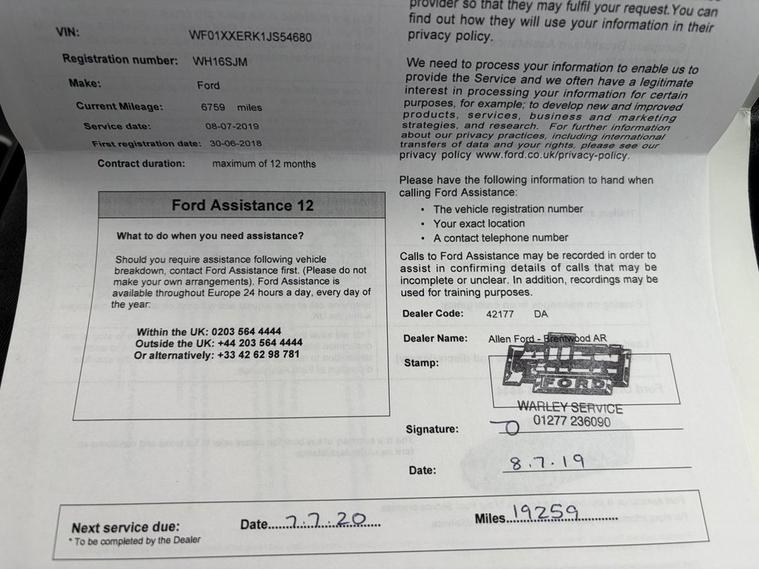 VIN: WF01XXERK1JS54680
Registration number: WH16SJM
Make: Ford
Current Mileage: 6759 miles
Service date: 08-07-2019
First registration date: 30-06-2018
Contract duration: maximum of 12 months
Ford Assistance 12
What to do when you need assistance?
Should you require assistance following vehicle
breakdown, contact Ford Assistance first. (Please do not
make your own arrangements). Ford Assistance is
available throughout Europe 24 hours a day, every day of
the year:
Within the UK: 0203 564 4444
Outside the UK: +44 203 564 4444
Or alternatively: +33 42 62 98 781
provider so that they may fulfil your request. You can
find out how they will use your information in their
privacy policy.
We need to process your information to enable us to
provide the Service and we often have a legitimate
interest in processing your information for certain
purposes, for example; to develop new and improved
products, services, business and marketing
strategies, and research. For further information
about our privacy practices, including international
transfers of data and your rights, please see our
privacy policy www.ford.co.uk/privacy-policy.
Please have the following information to hand when
calling Ford Assistance:
• The vehicle registration number
• Your exact location
• A contact telephone number
Calls to Ford Assistance may be recorded in order to
assist in confirming details of calls that may be
incomplete or unclear. In addition, recordings may be
used for training purposes.
Dealer Code: 42177 DA
Dealer Name: Allen Ford - Brentwood AR
Stamp:
FORD
WARLEY SERVICE
01277 236090
Signature:
Date: 8.7.19
Next service due: Date....7.7.20.... Miles....19259....
* To be completed by the Dealer